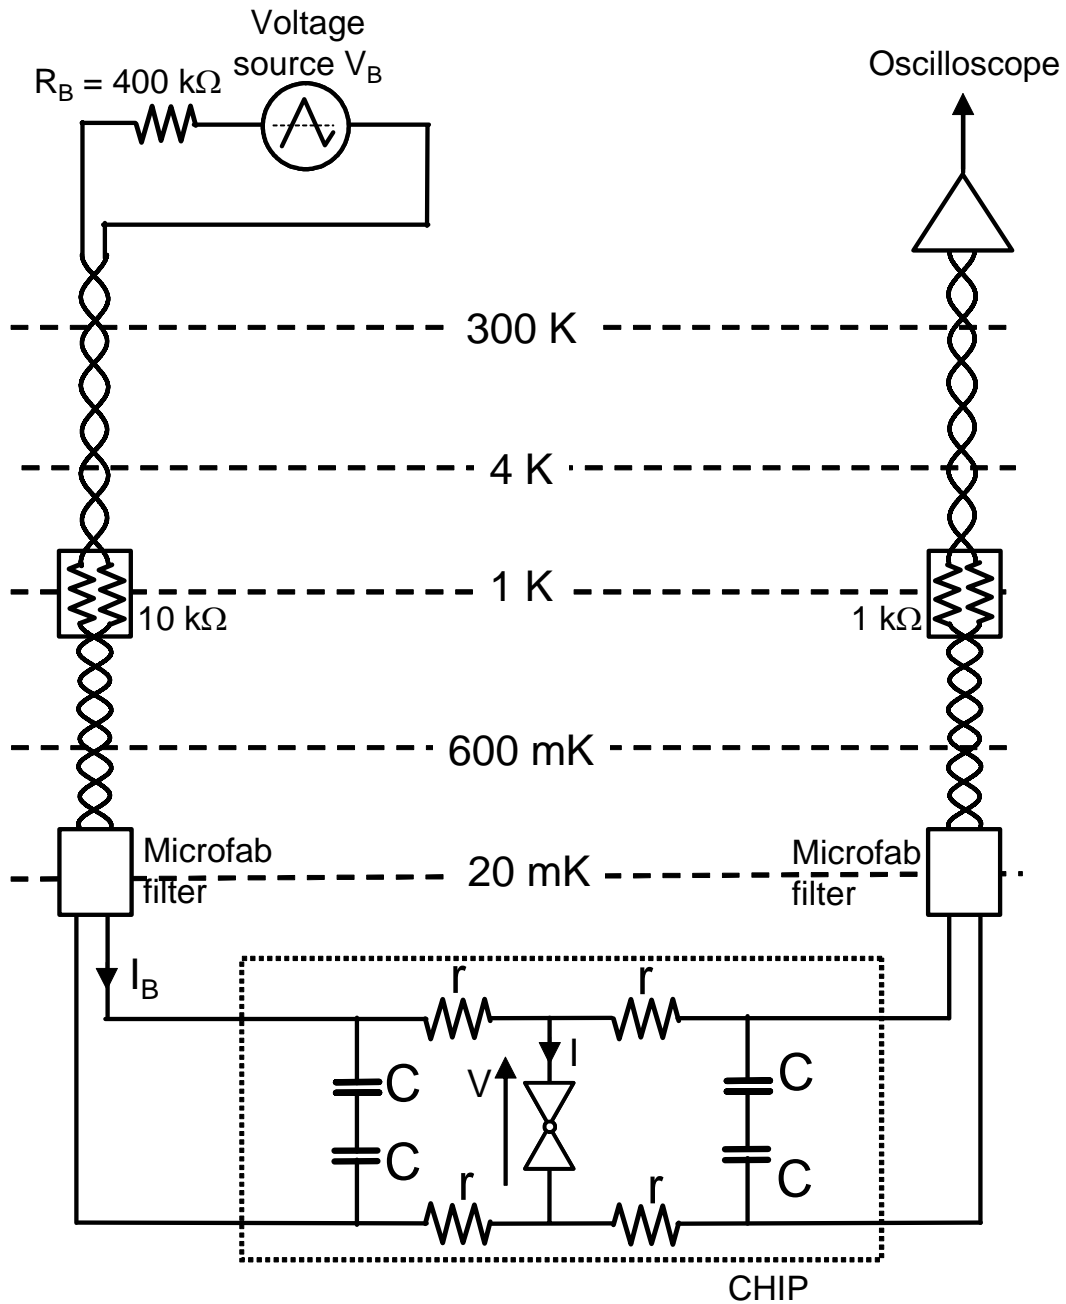 Voltage
source V_B
R_B = 400 kΩ
Oscilloscope
300 K
4 K
1 K
10 kΩ
1 kΩ
600 mK
Microfab
filter
20 mK
Microfab
filter
I_B
r
r
I
V
C
C
C
C
r
r
CHIP